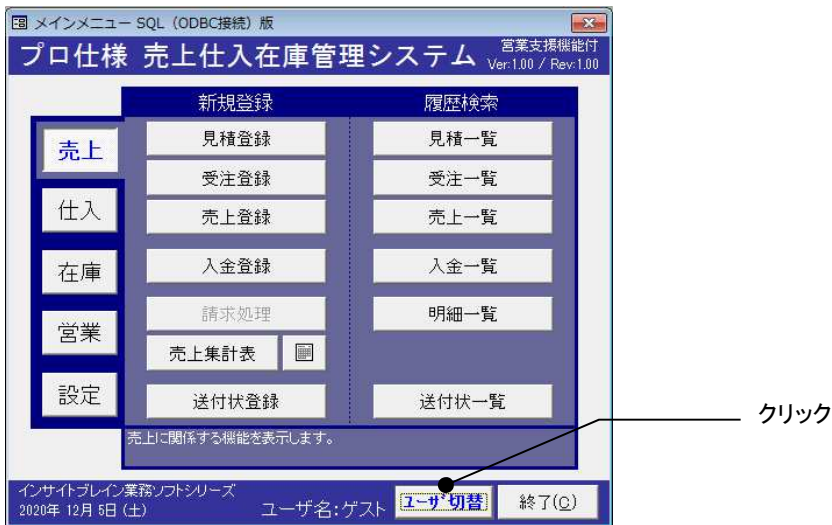 メインメニュー SQL（ODBC接続）版
プロ仕様 売上仕入在庫管理システム
営業支援機能付
Ver:1.00 / Rev:1.00
新規登録
履歴検索
売上
仕入
在庫
営業
設定
見積登録
見積一覧
受注登録
受注一覧
売上登録
売上一覧
入金登録
入金一覧
請求処理
明細一覧
売上集計表
送付状登録
送付状一覧
売上に関係する機能を表示します。
クリック
インサイトブレイン業務ソフトシリーズ
2020年 12月 5日 (土)
ユーザ名：ゲスト
ﾕｰｻﾞ切替
終了(C)